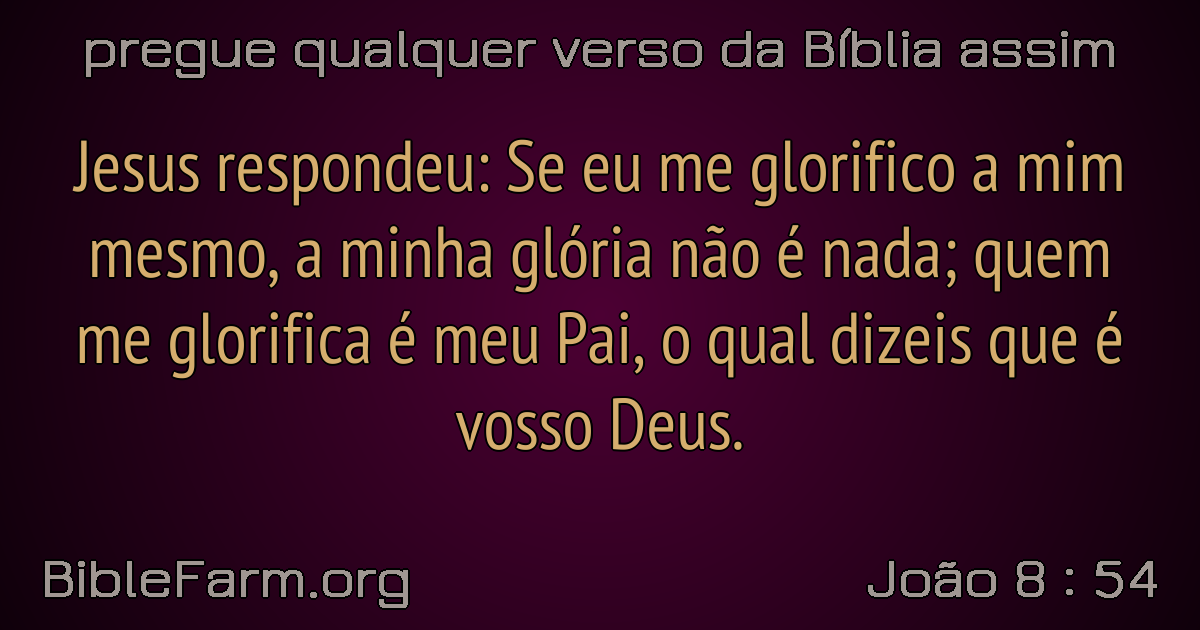 pregue qualquer verso da Bíblia assim
Jesus respondeu: Se eu me glorifico a mim
mesmo, a minha glória não é nada; quem
me glorifica é meu Pai, o qual dizeis que é
vosso Deus.
BibleFarm.org
João 8 : 54